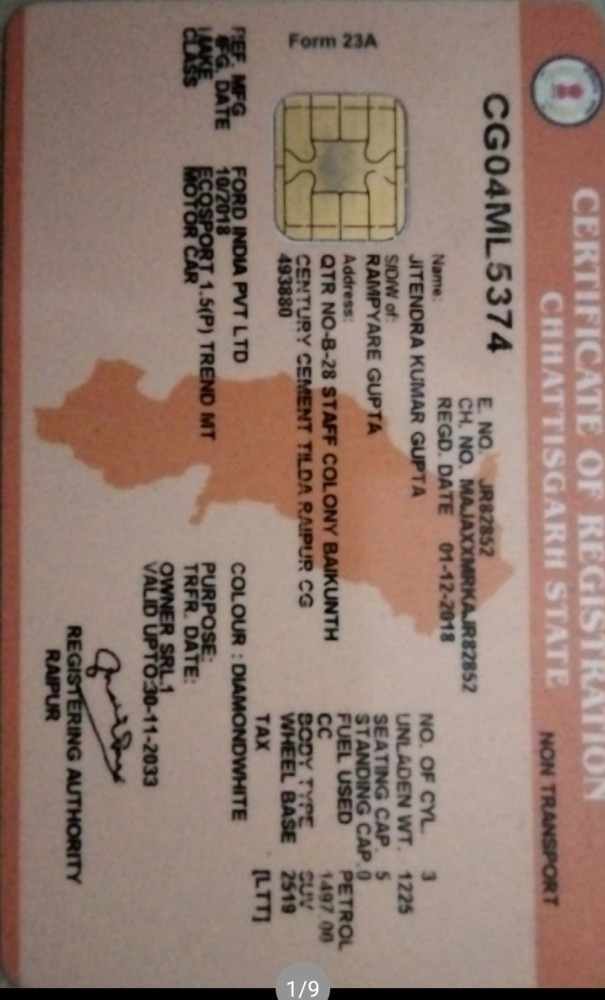 CERTIFICATE OF REGISTRATION
CHHATTISGARH STATE
NON TRANSPORT
CG04ML5374
E. NO. JR82852
CH. NO. MAJAXXMRKAJR82852
REGD. DATE 01-12-2018
Name:
JITENDRA KUMAR GUPTA
S/D/W of:
RAMPYARE GUPTA
Address:
QTR NO-B-28 STAFF COLONY BAIKUNTH
CENTURY CEMENT TILDA RAIPUR CG
493880
NO. OF CYL. 3
UNLADEN WT. 1225
SEATING CAP. 5
STANDING CAP.0
FUEL USED PETROL
CC 1497.00
BODY TYPE SUV
WHEEL BASE 2519
TAX [LTT]
Form 23A
REF. MFG FORD INDIA PVT LTD
MFG. DATE 10/2018
MAKE ECOSPORT 1.5(P) TREND MT
CLASS MOTOR CAR
COLOUR : DIAMONDWHITE
PURPOSE:
TRFR. DATE:
OWNER SRL.1
VALID UPTO:30-11-2033
REGISTERING AUTHORITY
RAIPUR
1/9